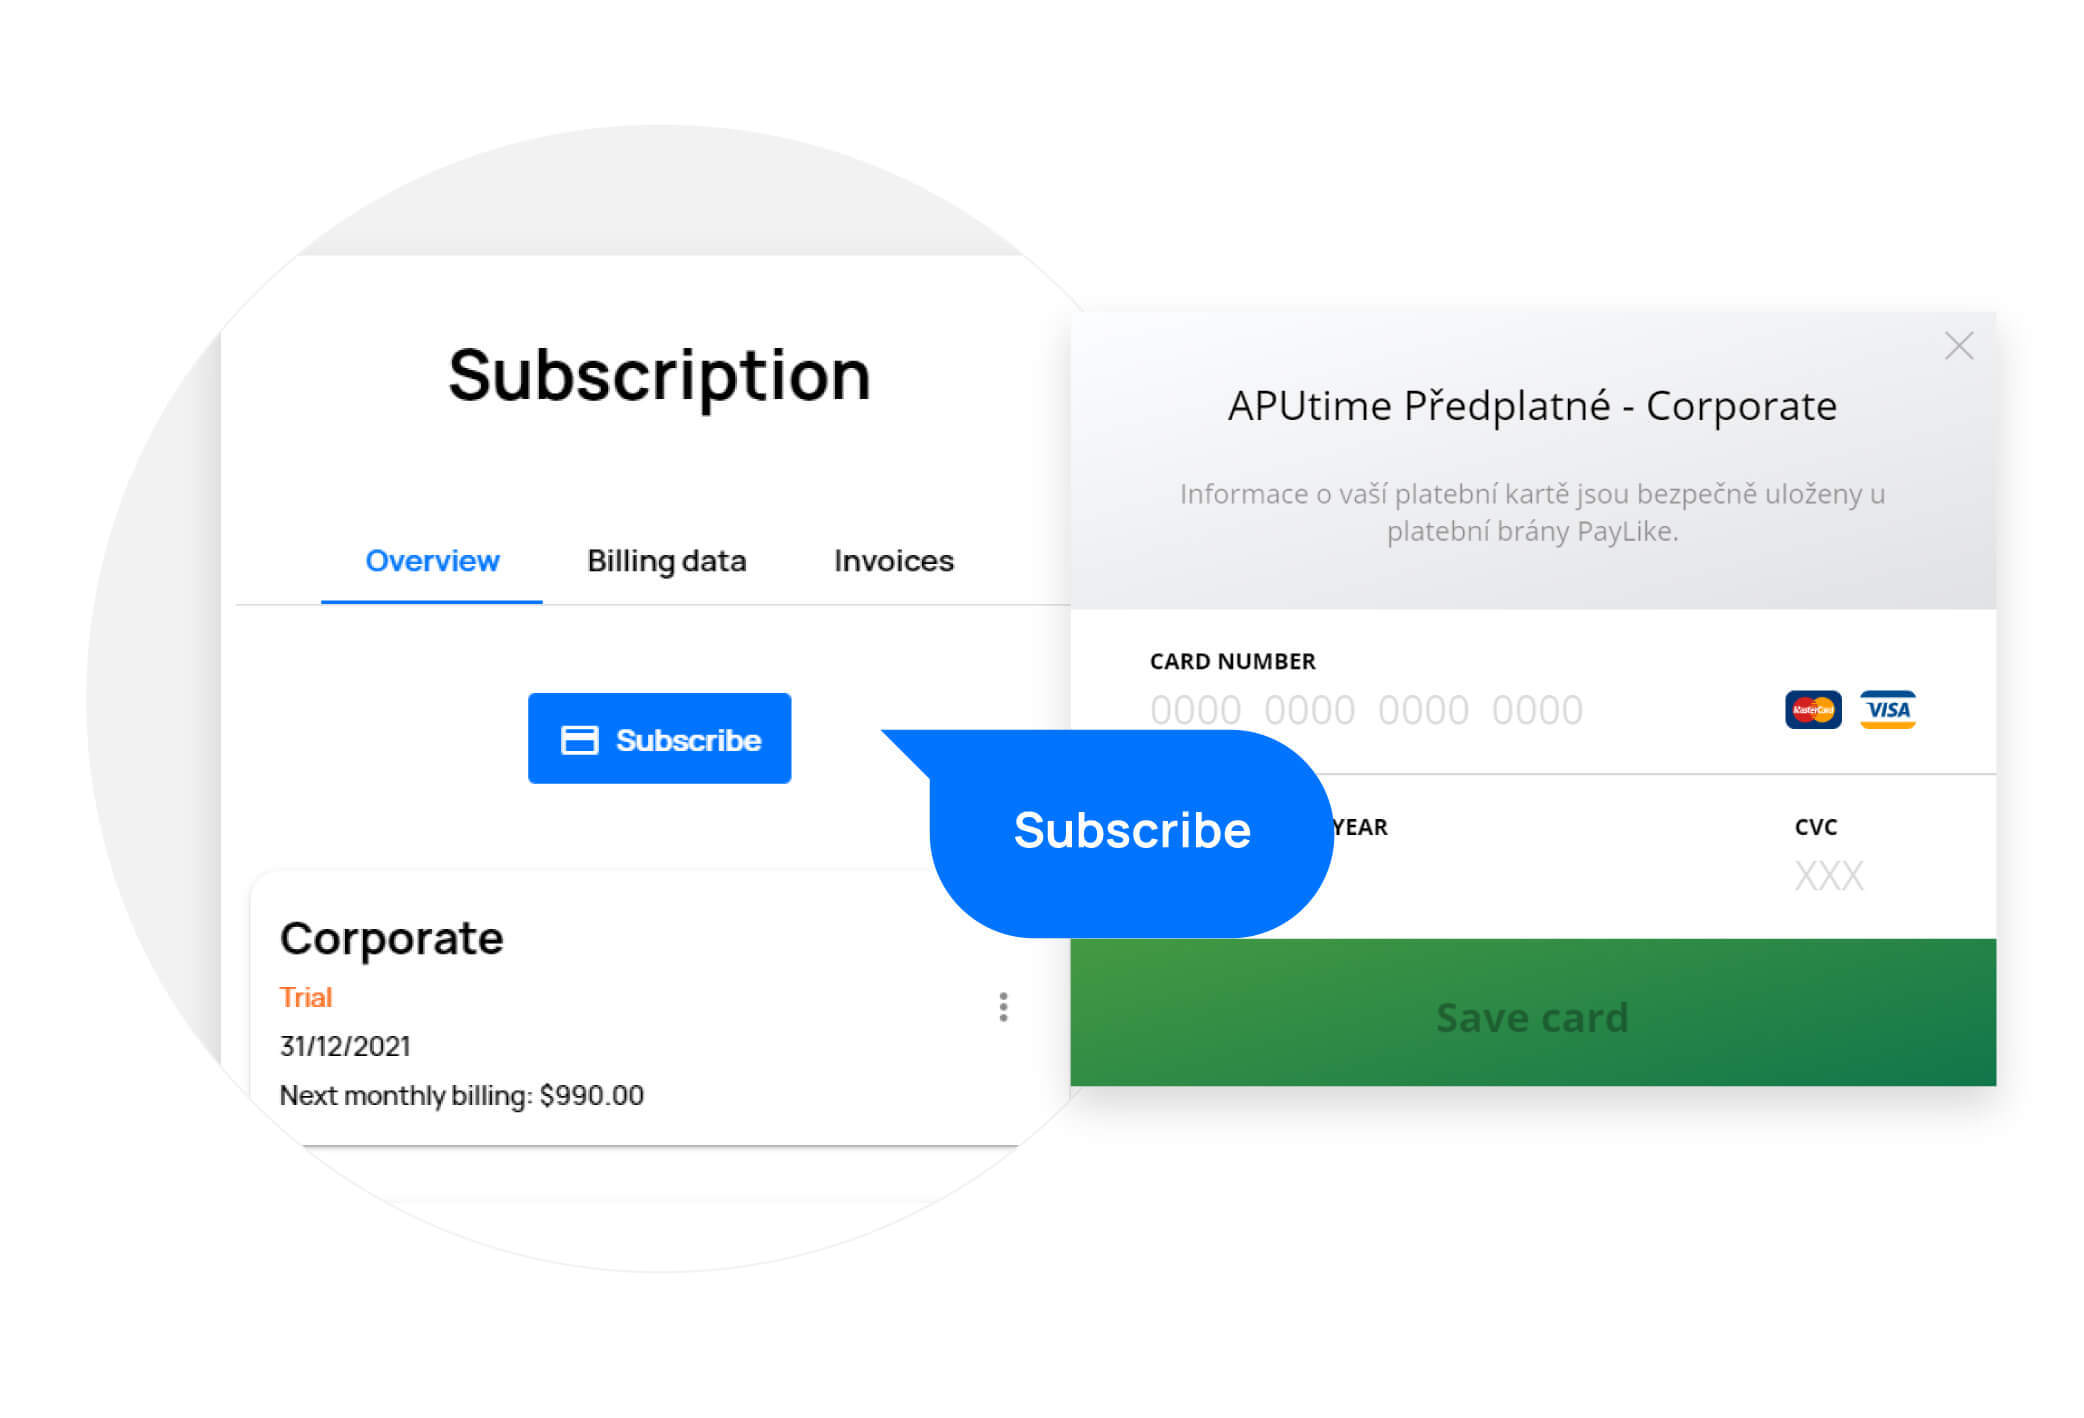 Subscription
Overview Billing data Invoices
Subscribe
Corporate
Trial
31/12/2021
Next monthly billing: $990.00
Subscribe
APUtime Předplatné - Corporate
Informace o vaší platební kartě jsou bezpečně uloženy u
platební brány PayLike.
CARD NUMBER
0000 0000 0000 0000
MasterCard VISA
YEAR CVC
XXX
Save card